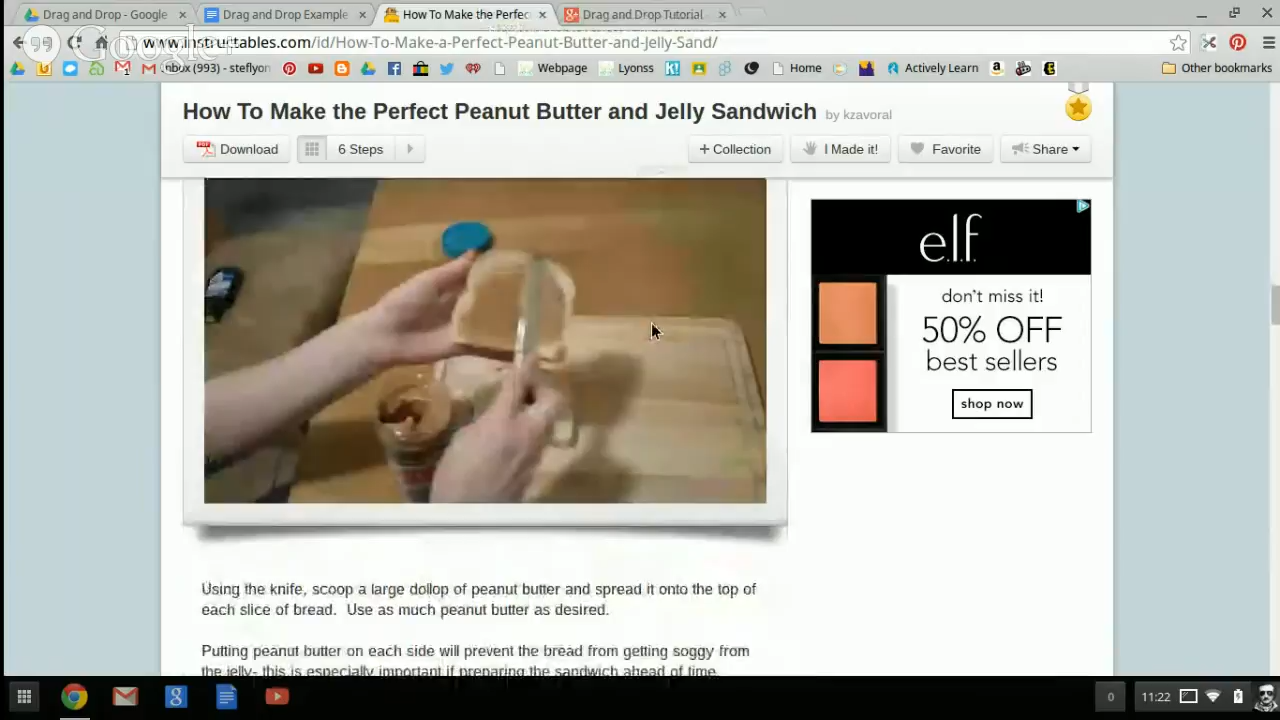 Drag and Drop - Google
Drag and Drop Example
How To Make the Perfec
Drag and Drop Tutorial
Google+
www.instructables.com/id/How-To-Make-a-Perfect-Peanut-Butter-and-Jelly-Sand/
Inbox (993) - steflyon
Webpage
Lyonss
Home
Actively Learn
Other bookmarks
How To Make the Perfect Peanut Butter and Jelly Sandwich by kzavoral
Download
6 Steps
+ Collection
I Made it!
Favorite
Share
e.l.f.
don't miss it!
50% OFF
best sellers
shop now
Using the knife, scoop a large dollop of peanut butter and spread it onto the top of
each slice of bread. Use as much peanut butter as desired.
Putting peanut butter on each side will prevent the bread from getting soggy from
the jelly- this is especially important if preparing the sandwich ahead of time.
0
11:22